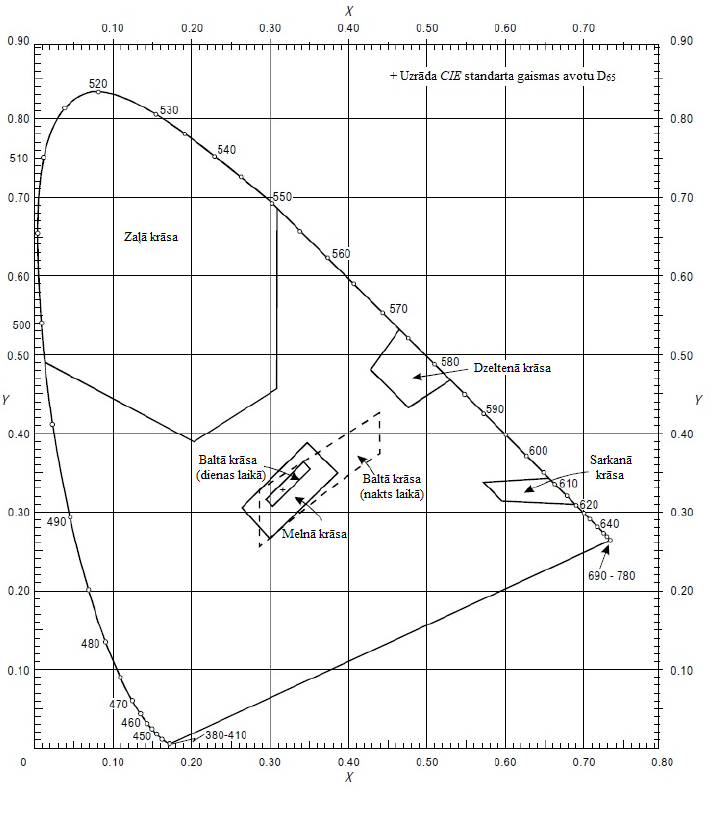 X
0.10 0.20 0.30 0.40 0.50 0.60 0.70
0.90 0.90
+ Uzrāda CIE standarta gaismas avotu D65
520
530
0.80 0.80
540
510
550
0.70 0.70
Zaļā krāsa
560
0.60 0.60
570
500
0.50 0.50
580
Dzeltenā krāsa
590
Y Y
0.40 0.40
600
Baltā krāsa
(dienas laikā)
Baltā krāsa
(nakts laikā)
Sarkanā
krāsa
610
620
0.30 0.30
490
640
Melnā krāsa
690 - 780
0.20 0.20
480
0.10 0.10
470
460
450
380-410
0 0.10 0.20 0.30 0.40 0.50 0.60 0.70 0.80
X